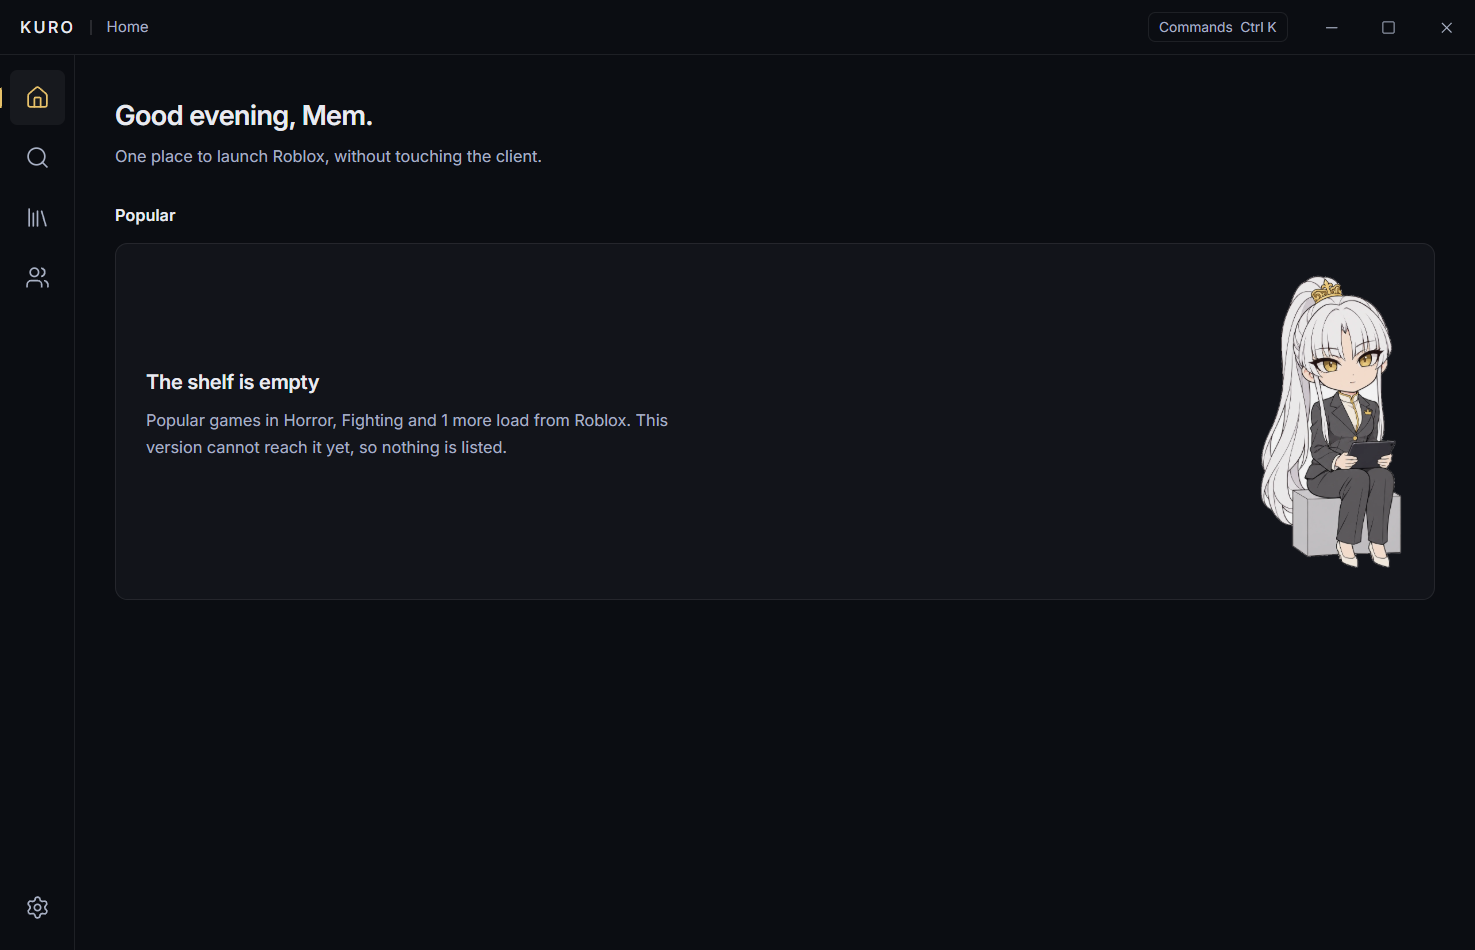 KURO | Home
Commands Ctrl K
Good evening, Mem.
One place to launch Roblox, without touching the client.
Popular
The shelf is empty
Popular games in Horror, Fighting and 1 more load from Roblox. This
version cannot reach it yet, so nothing is listed.